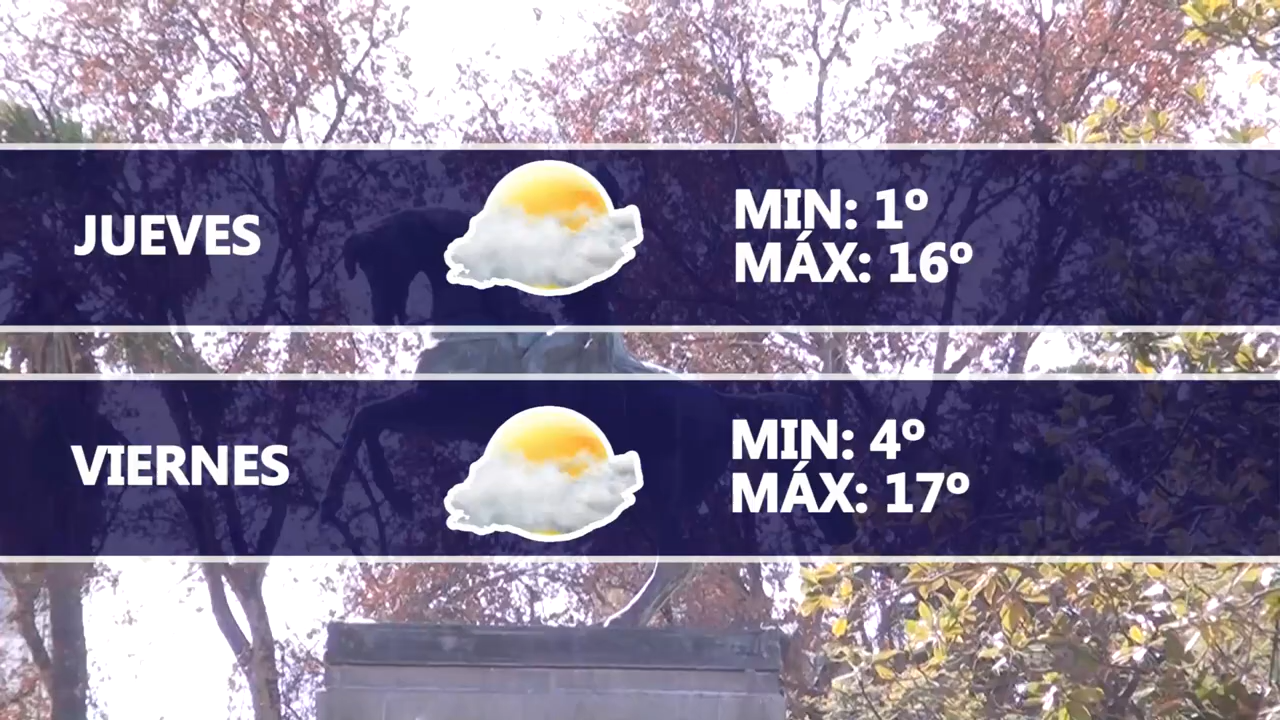 JUEVES
MIN: 1º
MÁX: 16º
VIERNES
MIN: 4º
MÁX: 17º